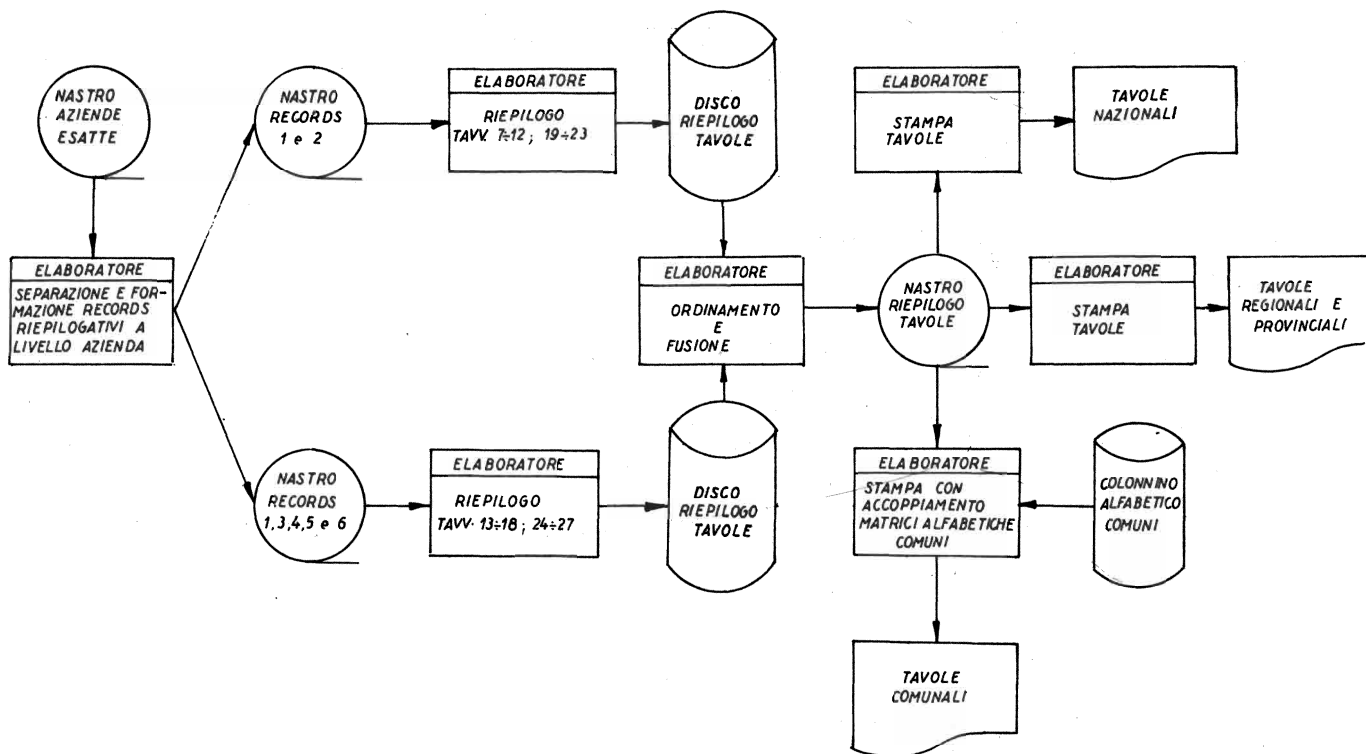 NASTRO
AZIENDE
ESATTE
ELABORATORE
SEPARAZIONE E FOR-
MAZIONE RECORDS
RIEPILOGATIVI A
LIVELLO AZIENDA
NASTRO
RECORDS
1 e 2
ELABORATORE
RIEPILOGO
TAVV. 7÷12 ; 19÷23
DISCO
RIEPILOGO
TAVOLE
NASTRO
RECORDS
1,3,4,5 e 6
ELABORATORE
RIEPILOGO
TAVV. 13÷18 ; 24÷27
DISCO
RIEPILOGO
TAVOLE
ELABORATORE
ORDINAMENTO
E
FUSIONE
NASTRO
RIEPILOGO
TAVOLE
ELABORATORE
STAMPA
TAVOLE
TAVOLE
NAZIONALI
ELABORATORE
STAMPA
TAVOLE
TAVOLE
REGIONALI E
PROVINCIALI
ELABORATORE
STAMPA CON
ACCOPPIAMENTO
MATRICI ALFABETICHE
COMUNI
COLONNINO
ALFABETICO
COMUNI
TAVOLE
COMUNALI